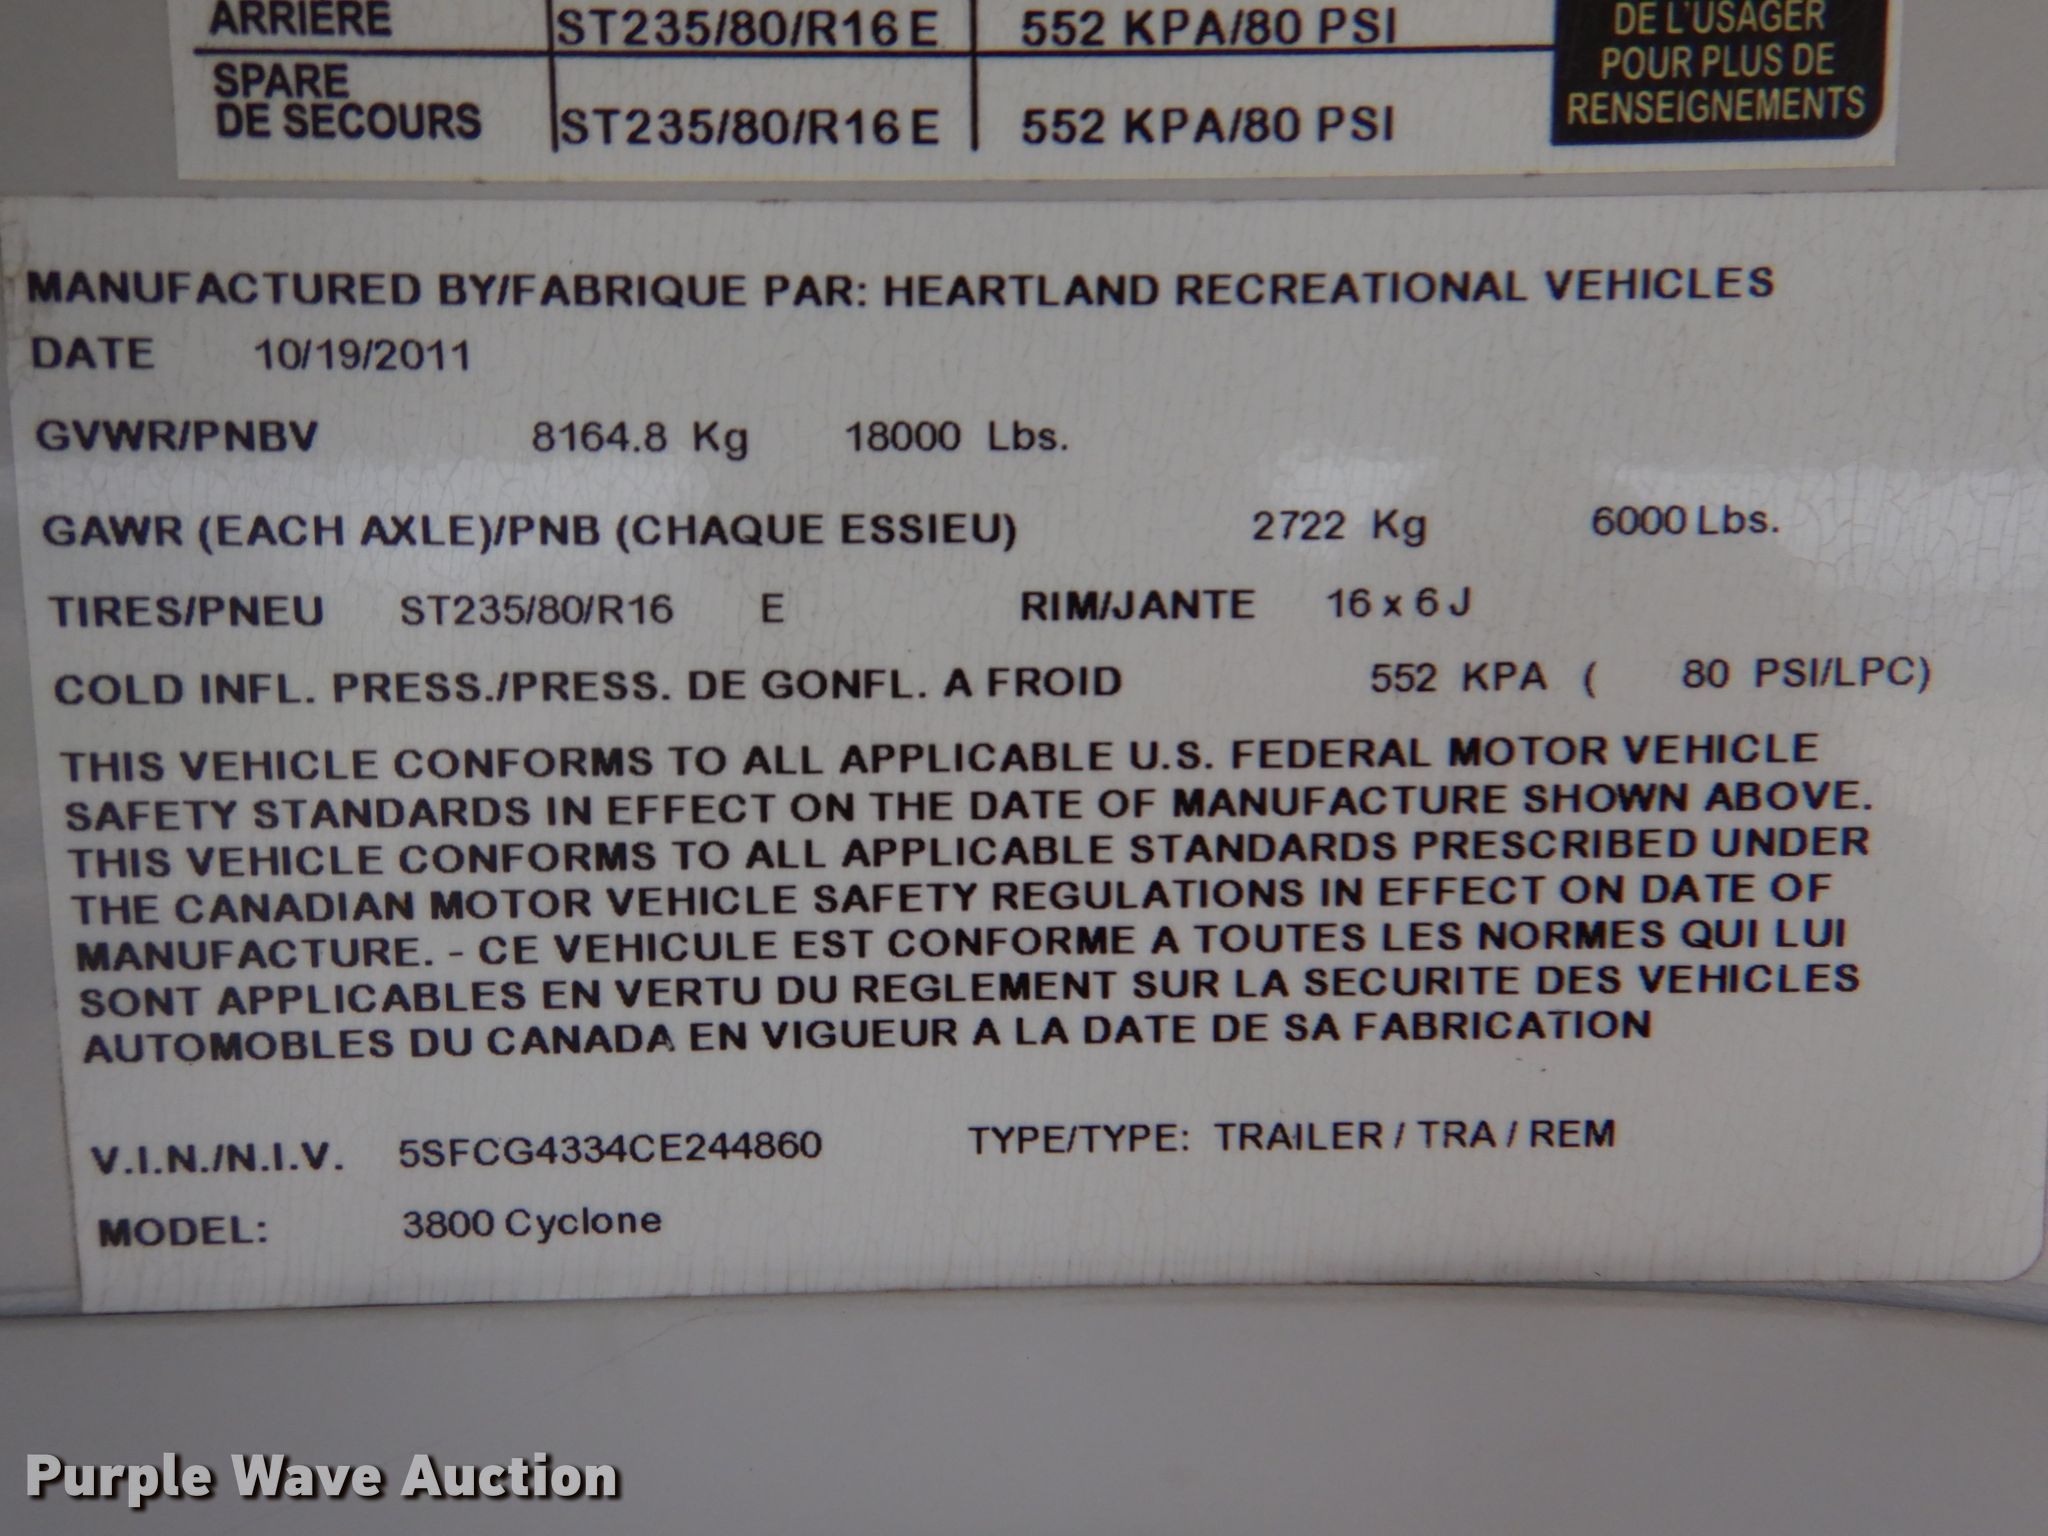 ARRIÈRE ST235/80/R16 E 552 KPA/80 PSI
SPARE
DE SECOURS ST235/80/R16 E 552 KPA/80 PSI
DE L'USAGER
POUR PLUS DE
RENSEIGNEMENTS
MANUFACTURED BY/FABRIQUE PAR: HEARTLAND RECREATIONAL VEHICLES
DATE 10/19/2011
GVWR/PNBV 8164.8 Kg 18000 Lbs.
GAWR (EACH AXLE)/PNB (CHAQUE ESSIEU) 2722 Kg 6000 Lbs.
TIRES/PNEU ST235/80/R16 E RIM/JANTE 16 x 6 J
COLD INFL. PRESS./PRESS. DE GONFL. A FROID 552 KPA ( 80 PSI/LPC)
THIS VEHICLE CONFORMS TO ALL APPLICABLE U.S. FEDERAL MOTOR VEHICLE
SAFETY STANDARDS IN EFFECT ON THE DATE OF MANUFACTURE SHOWN ABOVE.
THIS VEHICLE CONFORMS TO ALL APPLICABLE STANDARDS PRESCRIBED UNDER
THE CANADIAN MOTOR VEHICLE SAFETY REGULATIONS IN EFFECT ON DATE OF
MANUFACTURE. - CE VEHICULE EST CONFORME A TOUTES LES NORMES QUI LUI
SONT APPLICABLES EN VERTU DU REGLEMENT SUR LA SECURITE DES VEHICLES
AUTOMOBLES DU CANADA EN VIGUEUR A LA DATE DE SA FABRICATION
V.I.N./N.I.V. 5SFCG4334CE244860 TYPE/TYPE: TRAILER / TRA / REM
MODEL: 3800 Cyclone
Purple Wave Auction